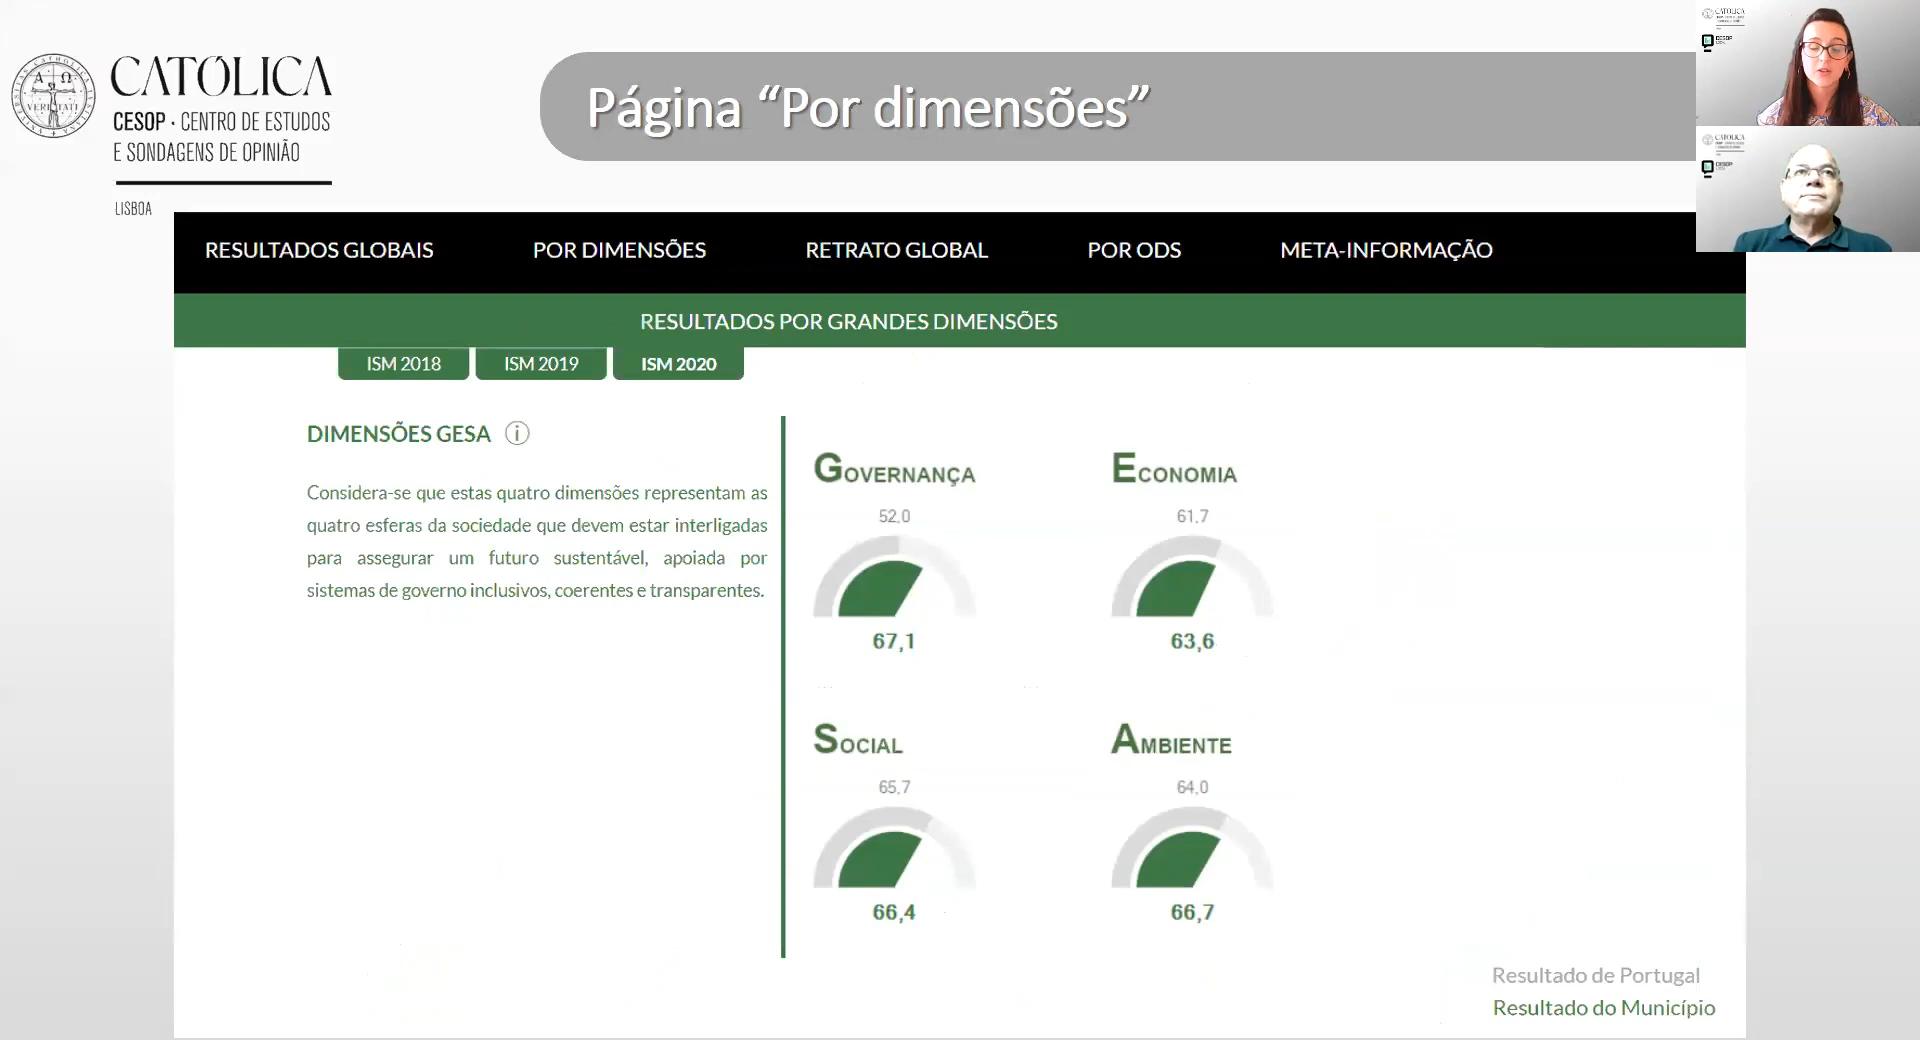 CATÓLICA
CESOP · CENTRO DE ESTUDOS
E SONDAGENS DE OPINIÃO
LISBOA
Página “Por dimensões”
RESULTADOS GLOBAIS POR DIMENSÕES RETRATO GLOBAL POR ODS META-INFORMAÇÃO
RESULTADOS POR GRANDES DIMENSÕES
ISM 2018 ISM 2019 ISM 2020
DIMENSÕES GESA i
Considera-se que estas quatro dimensões representam as
quatro esferas da sociedade que devem estar interligadas
para assegurar um futuro sustentável, apoiada por
sistemas de governo inclusivos, coerentes e transparentes.
GOVERNANÇA ECONOMIA
52,0 61,7
67,1 63,6
SOCIAL AMBIENTE
65,7 64,0
66,4 66,7
Resultado de Portugal
Resultado do Município
CATÓLICA
CESOP
CATÓLICA
CESOP